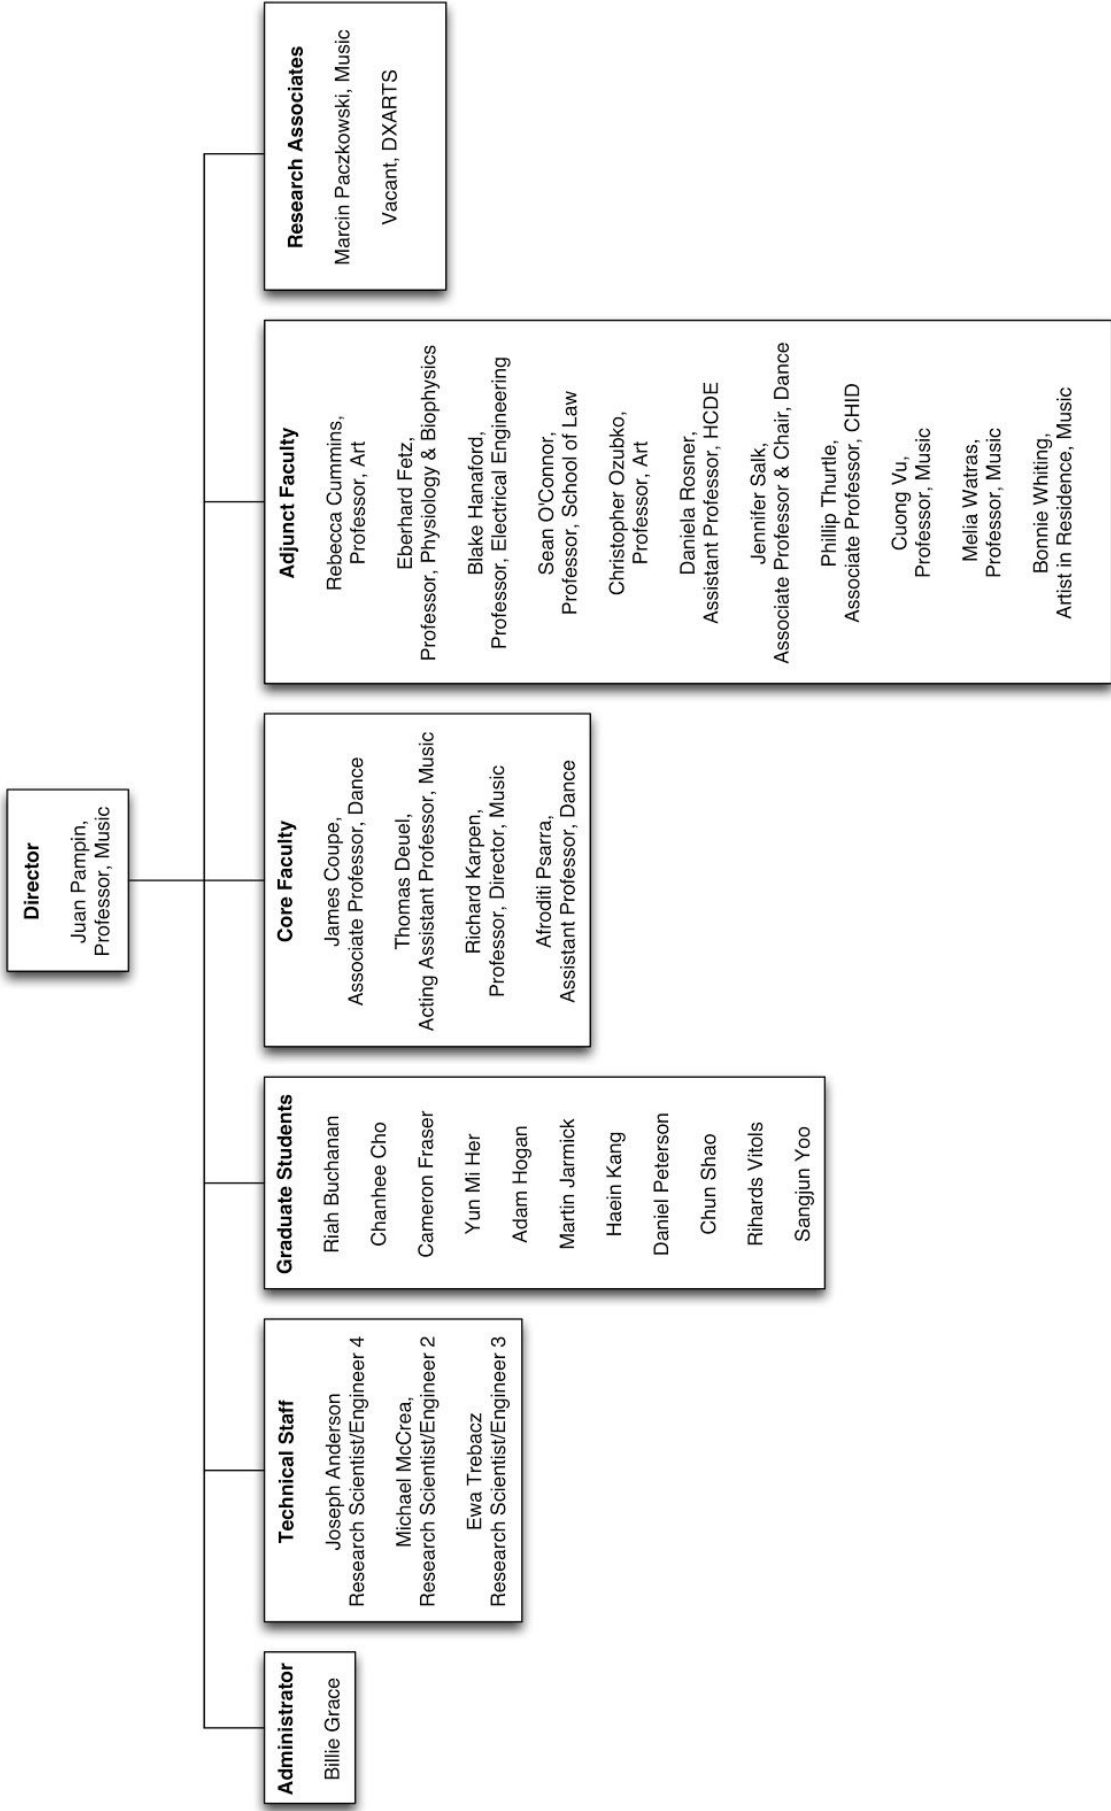 Director
Juan Pampin,
Professor, Music
Administrator
Billie Grace
Technical Staff
Joseph Anderson
Research Scientist/Engineer 4
Michael McCrea,
Research Scientist/Engineer 2
Ewa Trebacz
Research Scientist/Engineer 3
Graduate Students
Riah Buchanan
Chanhee Cho
Cameron Fraser
Yun Mi Her
Adam Hogan
Martin Jarmick
Haein Kang
Daniel Peterson
Chun Shao
Rihards Vitols
Sangjun Yoo
Core Faculty
James Coupe,
Associate Professor, Dance
Thomas Deuel,
Acting Assistant Professor, Music
Richard Karpen,
Professor, Director, Music
Afroditi Psarra,
Assistant Professor, Dance
Adjunct Faculty
Rebecca Cummins,
Professor, Art
Eberhard Fetz,
Professor, Physiology & Biophysics
Blake Hanaford,
Professor, Electrical Engineering
Sean O'Connor,
Professor, School of Law
Christopher Ozubko,
Professor, Art
Daniela Rosner,
Assistant Professor, HCDE
Jennifer Salk,
Associate Professor & Chair, Dance
Phillip Thurtle,
Associate Professor, CHID
Cuong Vu,
Professor, Music
Melia Watras,
Professor, Music
Bonnie Whiting,
Artist in Residence, Music
Research Associates
Marcin Paczkowski, Music
Vacant, DXARTS